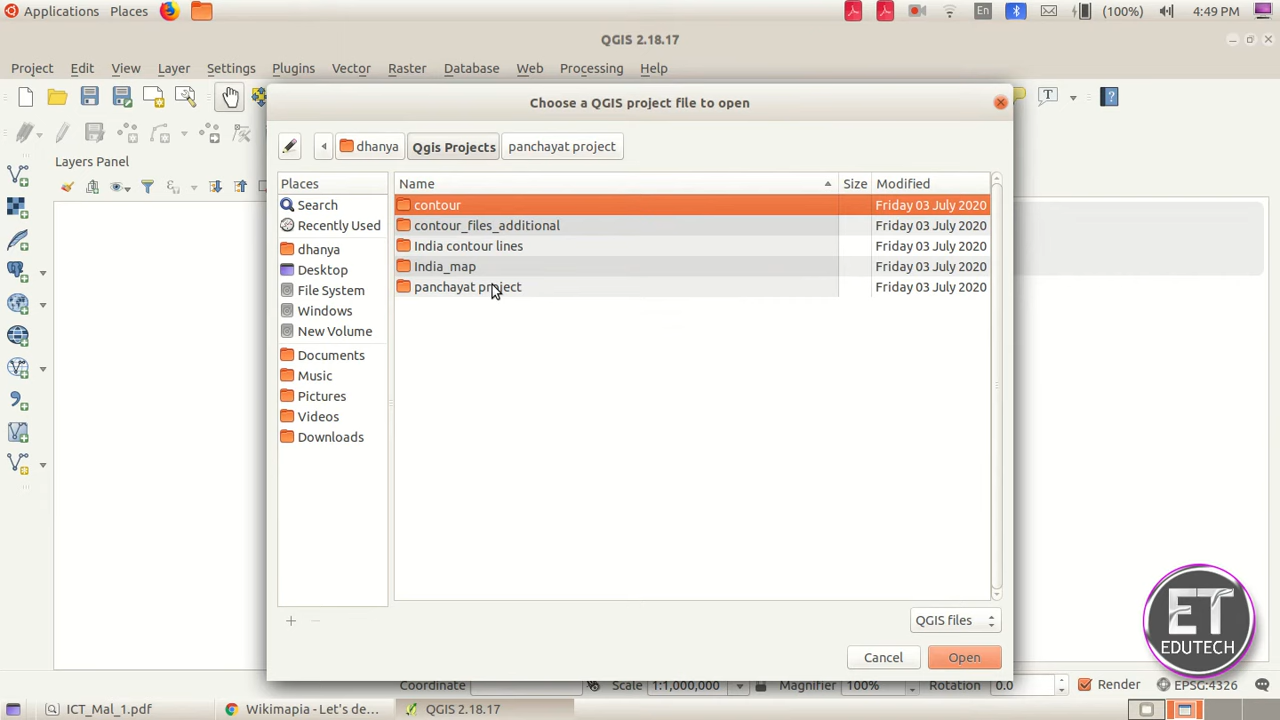 Applications Places En (100%) 4:49 PM
QGIS 2.18.17
Project Edit View Layer Settings Plugins Vector Raster Database Web Processing Help
Choose a QGIS project file to open
T
dhanya Qgis Projects panchayat project
Layers Panel
Places Name Size Modified
Search contour Friday 03 July 2020
Recently Used contour_files_additional Friday 03 July 2020
dhanya India contour lines Friday 03 July 2020
Desktop India_map Friday 03 July 2020
File System panchayat project Friday 03 July 2020
Windows
New Volume
Documents
Music
Pictures
Videos
Downloads
QGIS files
ET
EDUTECH
Cancel Open
Coordinate Scale 1:1,000,000 Magnifier 100% Rotation 0.0 Render EPSG:4326
ICT_Mal_1.pdf Wikimapia - Let's de... QGIS 2.18.17